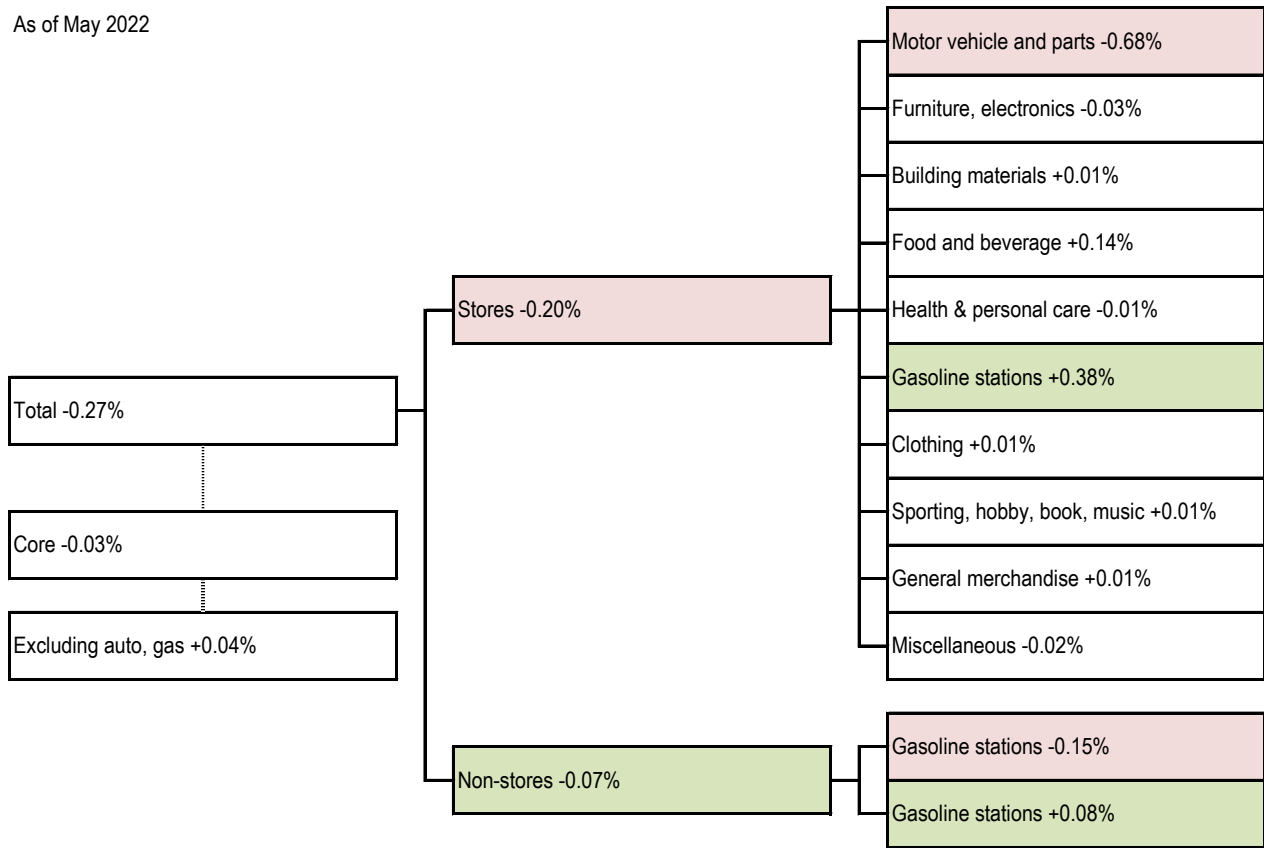 As of May 2022
Total -0.27%
Core -0.03%
Excluding auto, gas +0.04%
Stores -0.20%
Non-stores -0.07%
Motor vehicle and parts -0.68%
Furniture, electronics -0.03%
Building materials +0.01%
Food and beverage +0.14%
Health & personal care -0.01%
Gasoline stations +0.38%
Clothing +0.01%
Sporting, hobby, book, music +0.01%
General merchandise +0.01%
Miscellaneous -0.02%
Gasoline stations -0.15%
Gasoline stations +0.08%